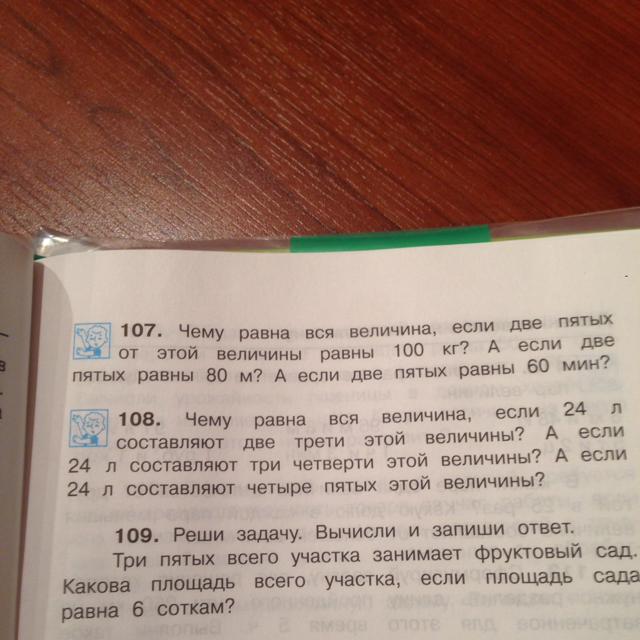 107. Чему равна вся величина, если две пятых
от этой величины равны 100 кг? А если две
пятых равны 80 м? А если две пятых равны 60 мин?
108. Чему равна вся величина, если 24 л
составляют две трети этой величины? А если
24 л составляют три четверти этой величины? А если
24 л составляют четыре пятых этой величины?
109. Реши задачу. Вычисли и запиши ответ.
Три пятых всего участка занимает фруктовый сад.
Какова площадь всего участка, если площадь сада
равна 6 соткам?